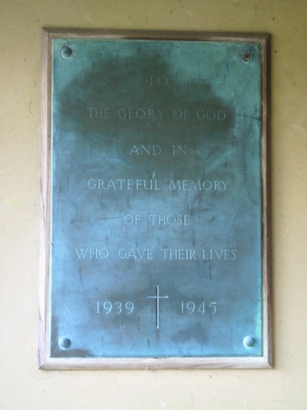 TO
THE GLORY OF GOD
AND IN
GRATEFUL MEMORY
OF THOSE
WHO GAVE THEIR LIVES
1939 1945